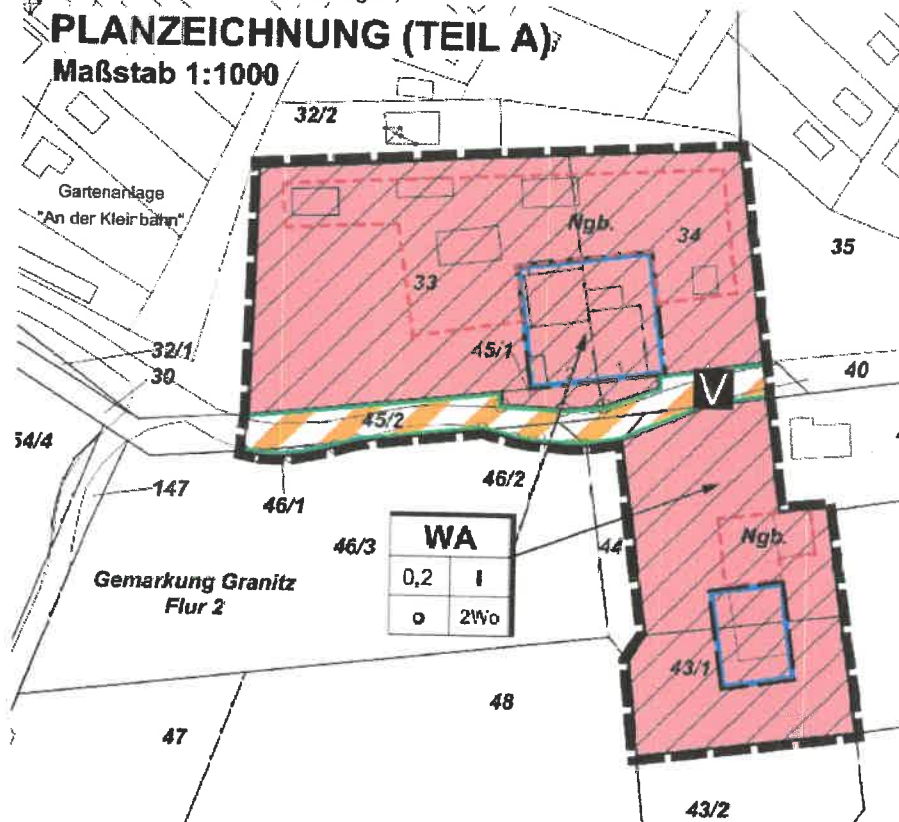 PLANZEICHNUNG (TEIL A)
Maßstab 1:1000
32/2
Gartenanlage
"An der Kleinbahn"
Ngb.
34
35
33
32/1
45/1
30
40
V
45/2
54/4
147
46/1
46/2
46/3
WA
0,2 I
o 2Wo
44
Ngb.
Gemarkung Granitz
Flur 2
43/1
48
47
43/2